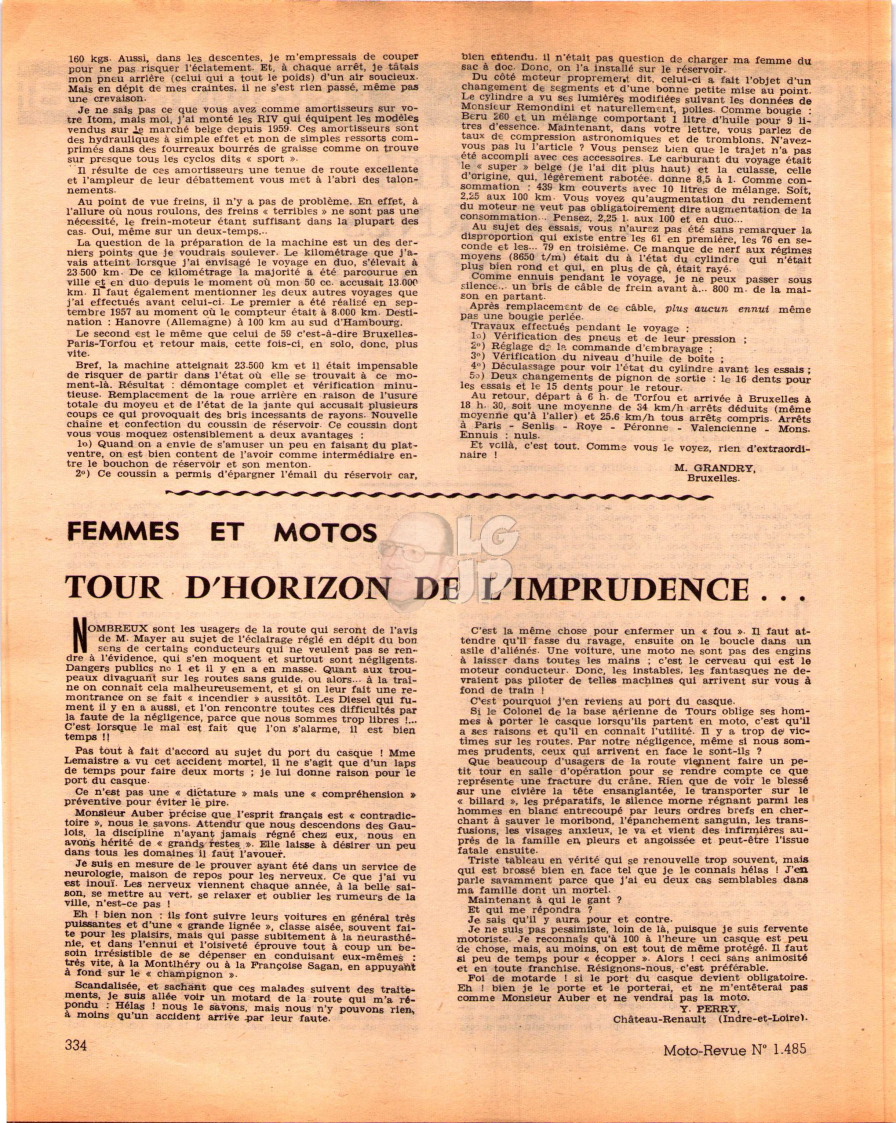 160 kgs. Aussi, dans les descentes, je m'empressais de couper
pour ne pas risquer l'éclatement. Et, à chaque arrêt, je tâtais
mon pneu arrière (celui qui a tout le poids) d'un air soucieux.
Mais en dépit de mes craintes, il ne s'est rien passé, même pas
une crevaison.
Je ne sais pas ce que vous avez comme amortisseurs sur vo-
tre Itom, mais moi, j'ai monté les RIV qui équipent les modèles
vendus sur le marché belge depuis 1959. Ces amortisseurs sont
des hydrauliques à simple effet et non de simples ressorts com-
primés dans des fourreaux bourrés de graisse comme on trouve
sur presque tous les cyclos dits « sport ».
Il résulte de ces amortisseurs une tenue de route excellente
et l'ampleur de leur débattement vous met à l'abri des talon-
nements.
Au point de vue freins, il n'y a pas de problème. En effet, à
l'allure où nous roulons, des freins « terribles » ne sont pas une
nécessité, le frein-moteur étant suffisant dans la plupart des
cas. Oui, même sur un deux-temps...
La question de la préparation de la machine est un des der-
niers points que je voudrais soulever. Le kilométrage que j'a-
vais atteint lorsque j'ai envisagé le voyage en duo, s'élevait à
23 500 km. De ce kilométrage la majorité a été parcourue en
ville et en duo depuis le moment où mon 50 cc. accusait 13.000
km. Il faut également mentionner les deux autres voyages que
j'ai effectués avant celui-ci. Le premier a été réalisé en sep-
tembre 1957 au moment où le compteur était à 8.000 km. Desti-
nation : Hanovre (Allemagne) à 100 km au sud d'Hambourg.
Le second est le même que celui de 59 c'est-à-dire Bruxelles-
Paris-Torfou et retour mais, cette fois-ci, en solo, donc, plus
vite.
Bref, la machine atteignait 23.500 km et il était impensable
de risquer de partir dans l'état où elle se trouvait à ce mo-
ment-là. Résultat : démontage complet et vérification minu-
tieuse. Remplacement de la roue arrière en raison de l'usure
totale du moyeu et de l'état de la jante qui accusait plusieurs
coups ce qui provoquait des bris incessants de rayons. Nouvelle
chaîne et confection du coussin de réservoir. Ce coussin dont
vous vous moquez ostensiblement a deux avantages :
1o) Quand on a envie de s'amuser un peu en faisant du plat-
ventre, on est bien content de l'avoir comme intermédiaire en-
tre le bouchon de réservoir et son menton.
2°) Ce coussin a permis d'épargner l'émail du réservoir car,
bien entendu, il n'était pas question de charger ma femme du
sac à doc. Donc, on l'a installé sur le réservoir.
Du côté moteur proprement dit, celui-ci a fait l'objet d'un
changement de segments et d'une bonne petite mise au point.
Le cylindre a vu ses lumières modifiées suivant les données de
Monsieur Remondini et naturellement, polies. Comme bougie :
Beru 260 et un mélange comportant 1 litre d'huile pour 9 li-
tres d'essence. Maintenant, dans votre lettre, vous parlez de
taux de compression astronomiques et de tromblons. N'avez-
vous pas lu l'article ? Vous pensez bien que le trajet n'a pas
été accompli avec ces accessoires. Le carburant du voyage était
le « super » belge (je l'ai dit plus haut) et la culasse, celle
d'origine, qui, légèrement rabotée, donne 8,5 à 1. Comme con-
sommation : 439 km couverts avec 10 litres de mélange. Soit,
2,25 aux 100 km. Vous voyez qu'augmentation du rendement
du moteur ne veut pas obligatoirement dire augmentation de la
consommation... Pensez, 2,25 l. aux 100 et en duo...
Au sujet des essais, vous n'aurez pas été sans remarquer la
disproportion qui existe entre les 61 en première, les 76 en se-
conde et les... 79 en troisième. Ce manque de nerf aux régimes
moyens (8650 t/m) était du à l'état du cylindre qui n'était
plus bien rond et qui, en plus de çà, était rayé.
Comme ennuis pendant le voyage, je ne peux passer sous
silence... un bris de câble de frein avant à... 800 m. de la mai-
son en partant.
Après remplacement de ce câble, plus aucun ennui même
pas une bougie perlée.
Travaux effectués pendant le voyage :
1o) Vérification des pneus et de leur pression ;
2o) Réglage de la commande d'embrayage ;
3°) Vérification du niveau d'huile de boîte ;
4°) Déculassage pour voir l'état du cylindre avant les essais ;
5o) Deux changements de pignon de sortie : le 16 dents pour
les essais et le 15 dents pour le retour.
Au retour, départ à 6 h. de Torfou et arrivée à Bruxelles à
18 h. 30, soit une moyenne de 34 km/h arrêts déduits (même
moyenne qu'à l'aller) et 25,6 km/h tous arrêts compris. Arrêts
à Paris - Senlis - Roye - Péronne - Valencienne - Mons.
Ennuis : nuls.
Et voilà, c'est tout. Comme vous le voyez, rien d'extraordi-
naire !
M. GRANDRY,
Bruxelles.
FEMMES ET MOTOS
LG
JP
TOUR D'HORIZON DE L'IMPRUDENCE...
NOMBREUX sont les usagers de la route qui seront de l'avis
de M. Mayer au sujet de l'éclairage réglé en dépit du bon
sens de certains conducteurs qui ne veulent pas se ren-
dre à l'évidence, qui s'en moquent et surtout sont négligents.
Dangers publics no 1 et il y en a en masse. Quant aux trou-
peaux divaguant sur les routes sans guide, ou alors... à la traî-
ne on connait cela malheureusement, et si on leur fait une re-
montrance on se fait « incendier » aussitôt. Les Diesel qui fu-
ment il y en a aussi, et l'on rencontre toutes ces difficultés par
la faute de la négligence, parce que nous sommes trop libres !...
C'est lorsque le mal est fait que l'on s'alarme, il est bien
temps !!
Pas tout à fait d'accord au sujet du port du casque ! Mme
Lemaistre a vu cet accident mortel, il ne s'agit que d'un laps
de temps pour faire deux morts ; je lui donne raison pour le
port du casque.
Ce n'est pas une « dictature » mais une « compréhension »
préventive pour éviter le pire.
Monsieur Auber précise que l'esprit français est « contradic-
toire », nous le savons. Attendu que nous descendons des Gau-
lois, la discipline n'ayant jamais régné chez eux, nous en
avons hérité de « grands restes ». Elle laisse à désirer un peu
dans tous les domaines il faut l'avouer.
Je suis en mesure de le prouver ayant été dans un service de
neurologie, maison de repos pour les nerveux. Ce que j'ai vu
est inouï. Les nerveux viennent chaque année, à la belle sai-
son, se mettre au vert, se relaxer et oublier les rumeurs de la
ville, n'est-ce pas !
Eh ! bien non : ils font suivre leurs voitures en général très
puissantes et d'une « grande lignée », classe aisée, souvent fai-
te pour les plaisirs, mais qui passe subitement à la neurasthé-
nie, et dans l'ennui et l'oisiveté éprouve tout à coup un be-
soin irrésistible de se dépenser en conduisant eux-mêmes :
très vite, à la Montlhéry ou à la Françoise Sagan, en appuyant
à fond sur le « champignon ».
Scandalisée, et sachant que ces malades suivent des traite-
ments, je suis allée voir un motard de la route qui m'a ré-
pondu : Hélas ! nous le savons, mais nous n'y pouvons rien,
à moins qu'un accident arrive par leur faute.
C'est la même chose pour enfermer un « fou ». Il faut at-
tendre qu'il fasse du ravage, ensuite on le boucle dans un
asile d'aliénés. Une voiture, une moto ne sont pas des engins
à laisser dans toutes les mains ; c'est le cerveau qui est le
moteur conducteur. Donc, les instables, les fantasques ne de-
vraient pas piloter de telles machines qui arrivent sur vous à
fond de train !
C'est pourquoi j'en reviens au port du casque.
Si le Colonel de la base aérienne de Tours oblige ses hom-
mes à porter le casque lorsqu'ils partent en moto, c'est qu'il
a ses raisons et qu'il en connaît l'utilité. Il y a trop de vic-
times sur les routes. Par notre négligence, même si nous som-
mes prudents, ceux qui arrivent en face le sont-ils ?
Que beaucoup d'usagers de la route viennent faire un pe-
tit tour en salle d'opération pour se rendre compte ce que
représente une fracture du crâne. Rien que de voir le blessé
sur une civière la tête ensanglantée, le transporter sur le
« billard », les préparatifs, le silence morne régnant parmi les
hommes en blanc entrecoupé par leurs ordres brefs en cher-
chant à sauver le moribond, l'épanchement sanguin, les trans-
fusions, les visages anxieux, le va et vient des infirmières au-
près de la famille en pleurs et angoissée et peut-être l'issue
fatale ensuite.
Triste tableau en vérité qui se renouvelle trop souvent, mais
qui est brossé bien en face tel que je le connais hélas ! J'en
parle savamment parce que j'ai eu deux cas semblables dans
ma famille dont un mortel.
Maintenant à qui le gant ?
Et qui me répondra ?
Je sais qu'il y aura pour et contre.
Je ne suis pas pessimiste, loin de là, puisque je suis fervente
motoriste. Je reconnais qu'à 100 à l'heure un casque est peu
de chose, mais, au moins, on est tout de même protégé. Il faut
si peu de temps pour « écopper ». Alors ! ceci sans animosité
et en toute franchise. Résignons-nous, c'est préférable.
Foi de motarde ! si le port du casque devient obligatoire.
Eh ! bien je le porte et le porterai, et ne m'entêterai pas
comme Monsieur Auber et ne vendrai pas la moto.
Y. PERRY,
Château-Renault (Indre-et-Loire).
334
Moto-Revue N° 1.485